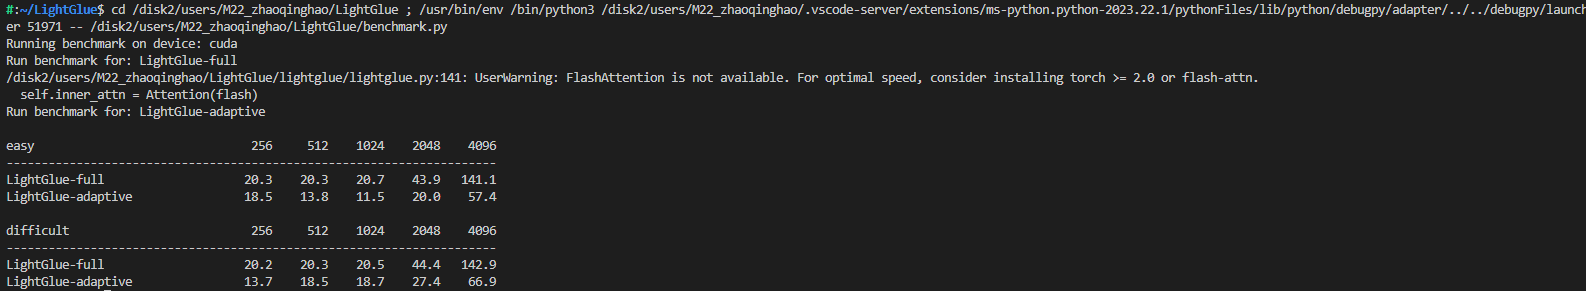 #:~/LightGlue$ cd /disk2/users/M22_zhaoqinghao/LightGlue ; /usr/bin/env /bin/python3 /disk2/users/M22_zhaoqinghao/.vscode-server/extensions/ms-python.python-2023.22.1/pythonFiles/lib/python/debugpy/adapter/../../debugpy/launch
er 51971 -- /disk2/users/M22_zhaoqinghao/LightGlue/benchmark.py
Running benchmark on device: cuda
Run benchmark for: LightGlue-full
/disk2/users/M22_zhaoqinghao/LightGlue/lightglue/lightglue.py:141: UserWarning: FlashAttention is not available. For optimal speed, consider installing torch >= 2.0 or flash-attn.
  self.inner_attn = Attention(flash)
Run benchmark for: LightGlue-adaptive
easy 256 512 1024 2048 4096
----------------------------------------------------------------------
LightGlue-full 20.3 20.3 20.7 43.9 141.1
LightGlue-adaptive 18.5 13.8 11.5 20.0 57.4
difficult 256 512 1024 2048 4096
----------------------------------------------------------------------
LightGlue-full 20.2 20.3 20.5 44.4 142.9
LightGlue-adaptive 13.7 18.5 18.7 27.4 66.9